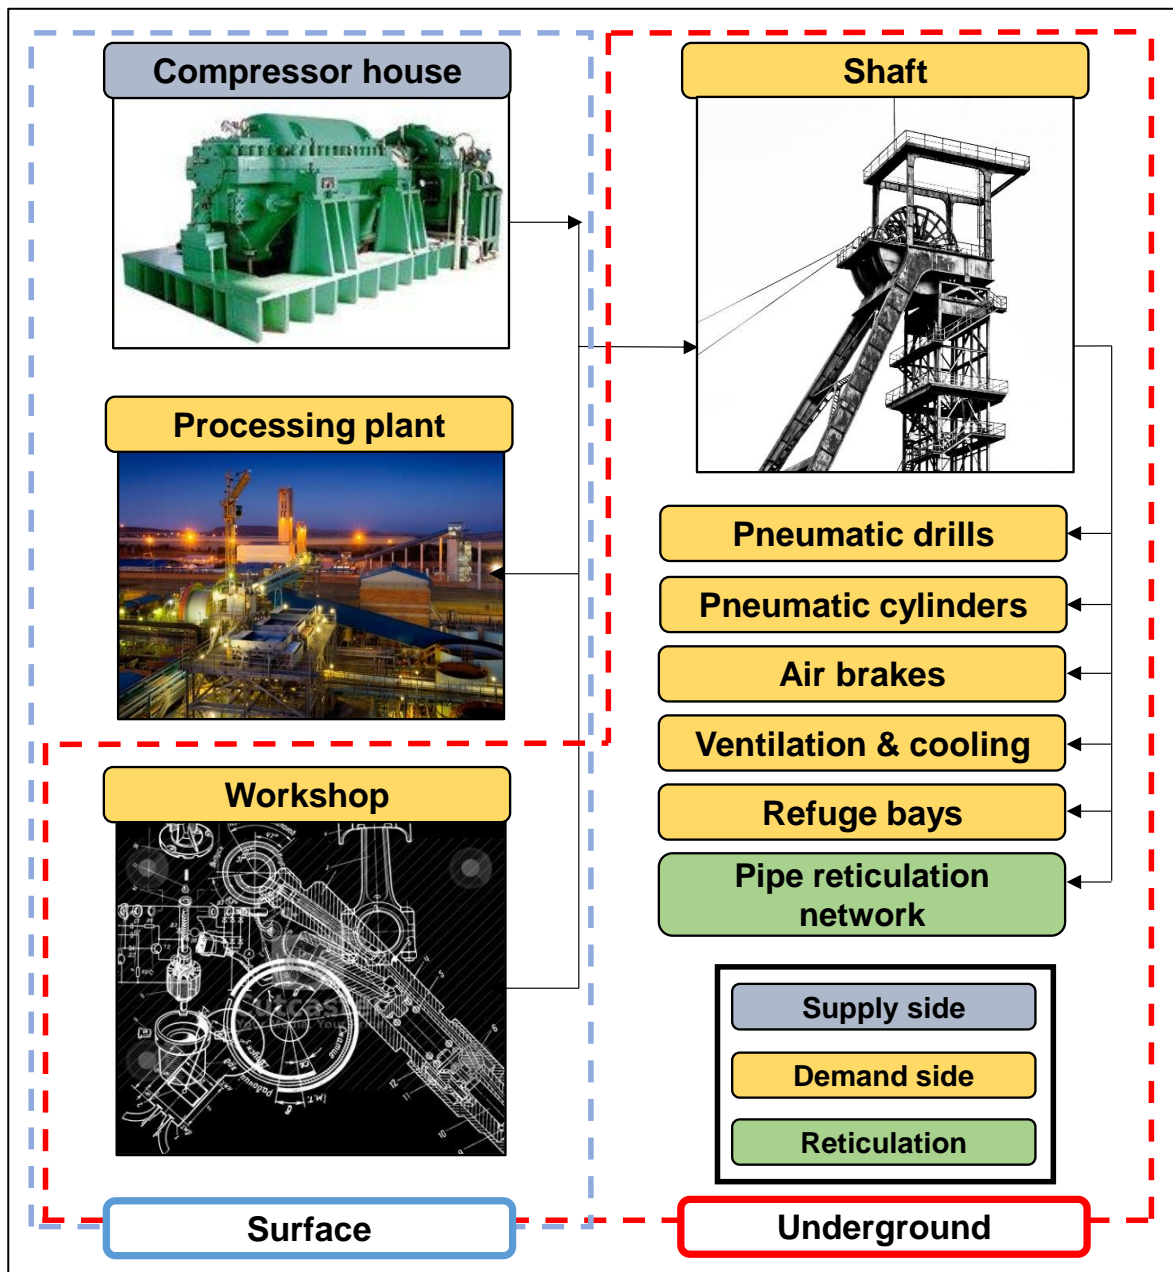 Compressor house
Shaft
Processing plant
Pneumatic drills
Pneumatic cylinders
Air brakes
Ventilation & cooling
Workshop
Refuge bays
Pipe reticulation
network
Supply side
Demand side
Reticulation
Surface
Underground